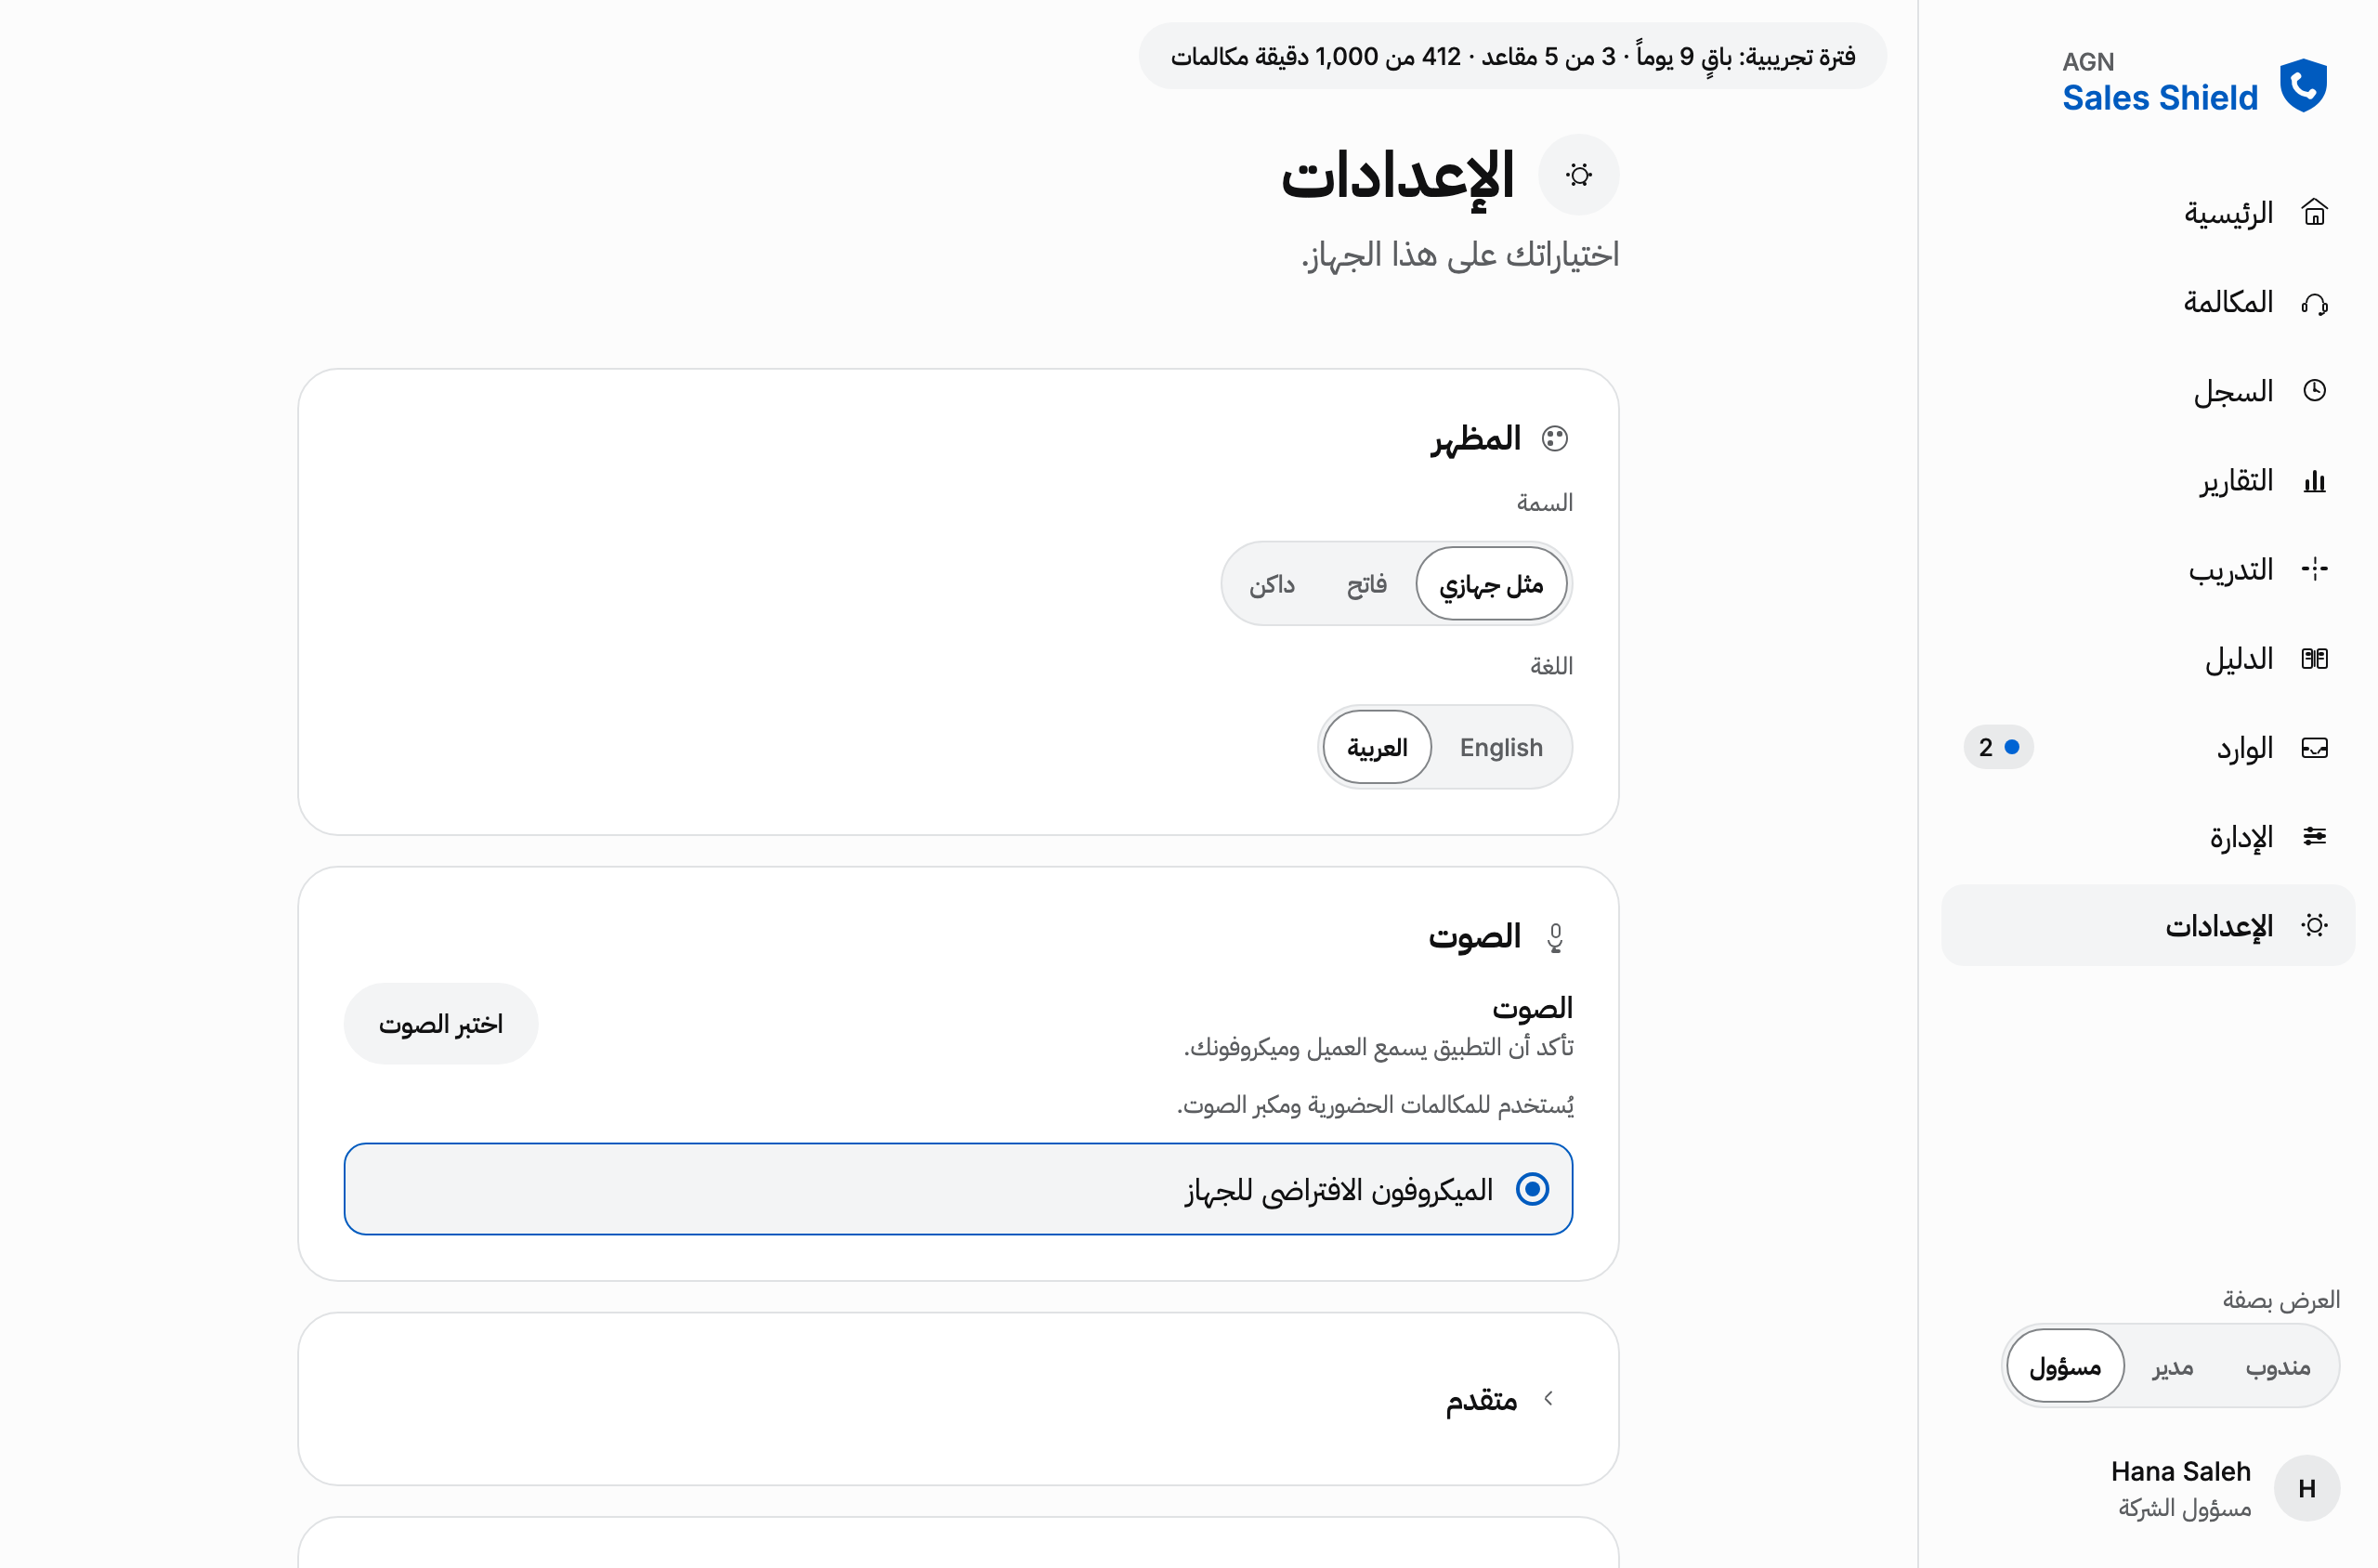 AGN
Sales Shield
الرئيسية
المكالمة
السجل
التقارير
التدريب
الدليل
الوارد
2
الإدارة
الإعدادات
العرض بصفة
مندوب
مدير
مسؤول
H
Hana Saleh
مسؤول الشركة
فترة تجريبية: باقٍ 9 يوماً · 3 من 5 مقاعد · 412 من 1,000 دقيقة مكالمات
الإعدادات
اختياراتك على هذا الجهاز.
المظهر
السمة
مثل جهازي
فاتح
داكن
اللغة
English
العربية
الصوت
الصوت
تأكد أن التطبيق يسمع العميل وميكروفونك.
اختبر الصوت
يُستخدم للمكالمات الحضورية ومكبر الصوت.
الميكروفون الافتراضي للجهاز
متقدم